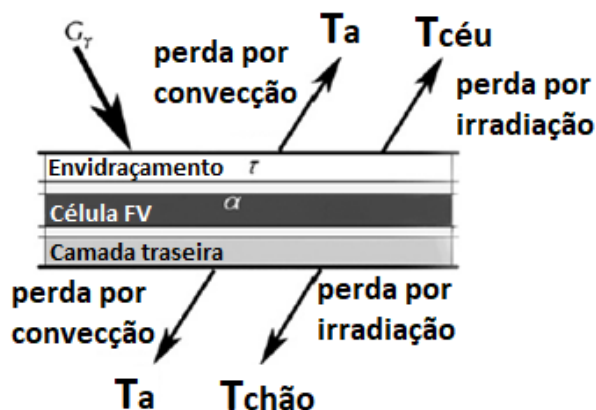 Gτ
Ta
Tcéu
perda por
convecção
perda por
irradiação
Envidraçamento τ
α
Célula FV
Camada traseira
perda por
convecção
perda por
irradiação
Ta
Tchão